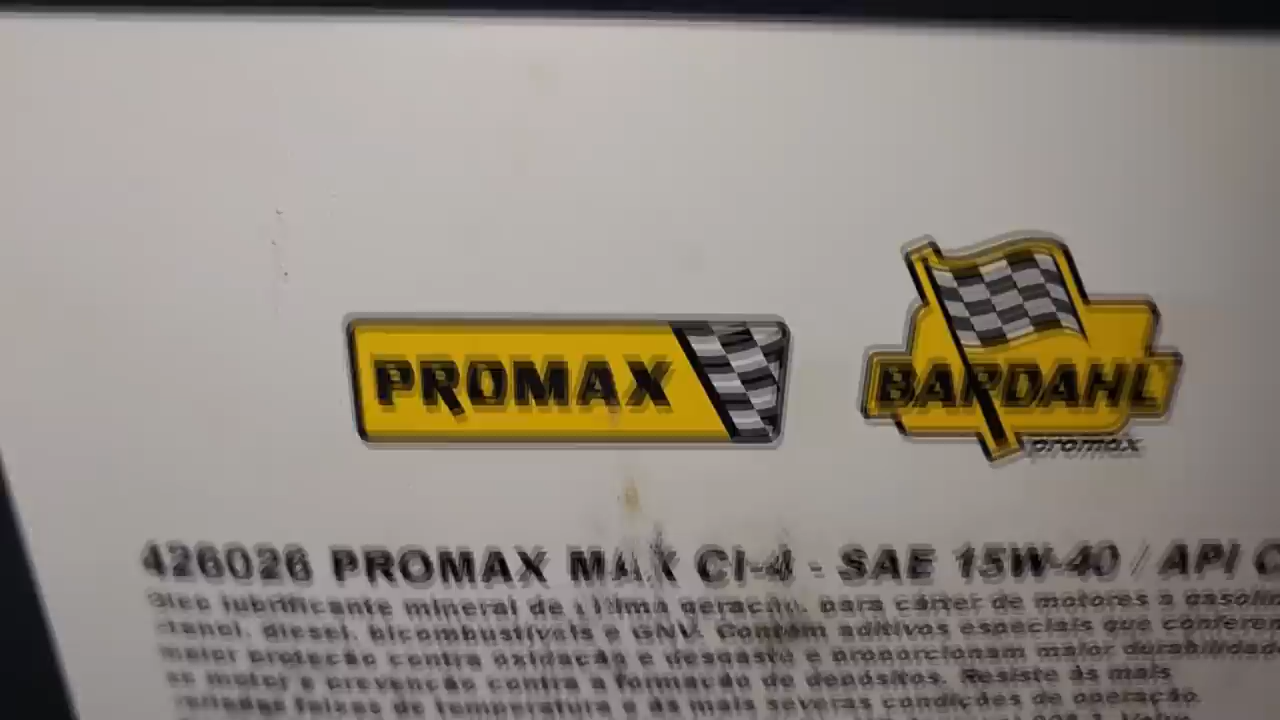 PROMAX
BARDAHL
promax
426026 PROMAX MAX CI-4 - SAE 15W-40 / API C
Óleo lubrificante mineral de última geração, para cárter de motores a gasolin
etanol, diesel, bicombustíveis e GNV. Contém aditivos especiais que conferem
maior proteção contra oxidação e desgaste e proporcionam maior durabilidade
ao motor e prevenção contra a formação de depósitos. Resiste às mais
variadas faixas de temperatura e às mais severas condições de operação.